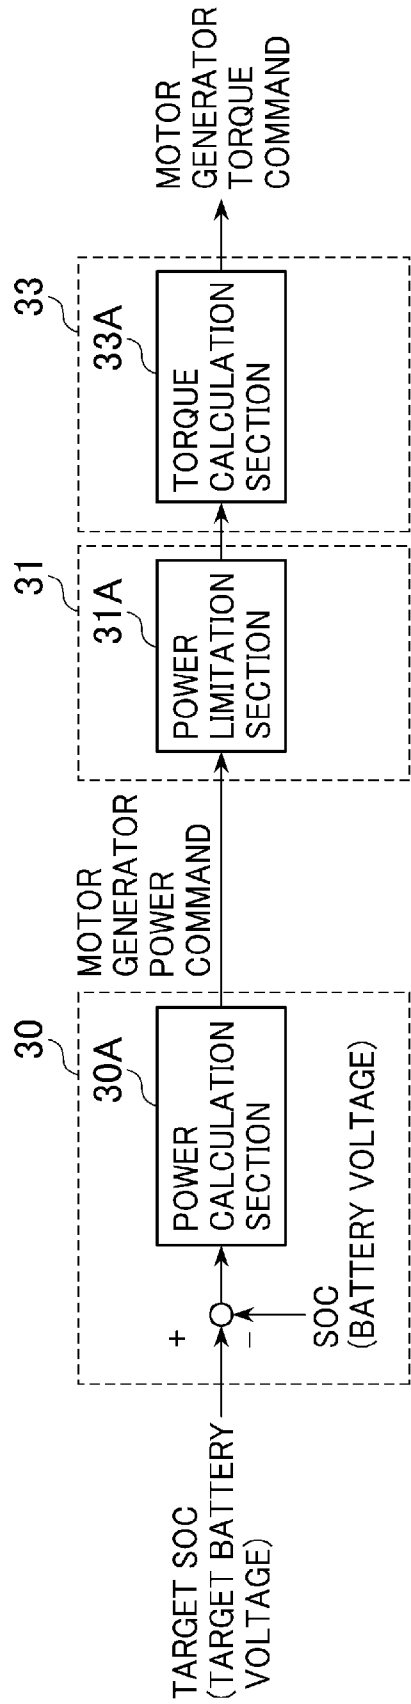 TARGET SOC
(TARGET BATTERY
VOLTAGE)
+
−
SOC
(BATTERY VOLTAGE)
30
30A
POWER
CALCULATION
SECTION
MOTOR
GENERATOR
POWER
COMMAND
31
31A
POWER
LIMITATION
SECTION
33
33A
TORQUE
CALCULATION
SECTION
MOTOR
GENERATOR
TORQUE
COMMAND